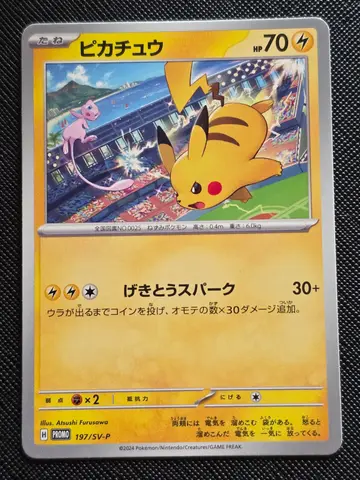 たね ピカチュウ HP70
全国図鑑NO.0025 ねずみポケモン 高さ:0.4m 重さ:6.0kg
げきとうスパーク 30+
ウラが出るまでコインを投げ、オモテの数×30ダメージ追加。
弱点 ×2 抵抗力 にげる
Illus. Atsushi Furusawa
H PROMO 197/SV-P
両頬には 電気を 溜めこむ 袋がある。 怒ると
溜めこんだ 電気を 一気に 放ってくる。
©2024 Pokémon/Nintendo/Creatures/GAME FREAK.